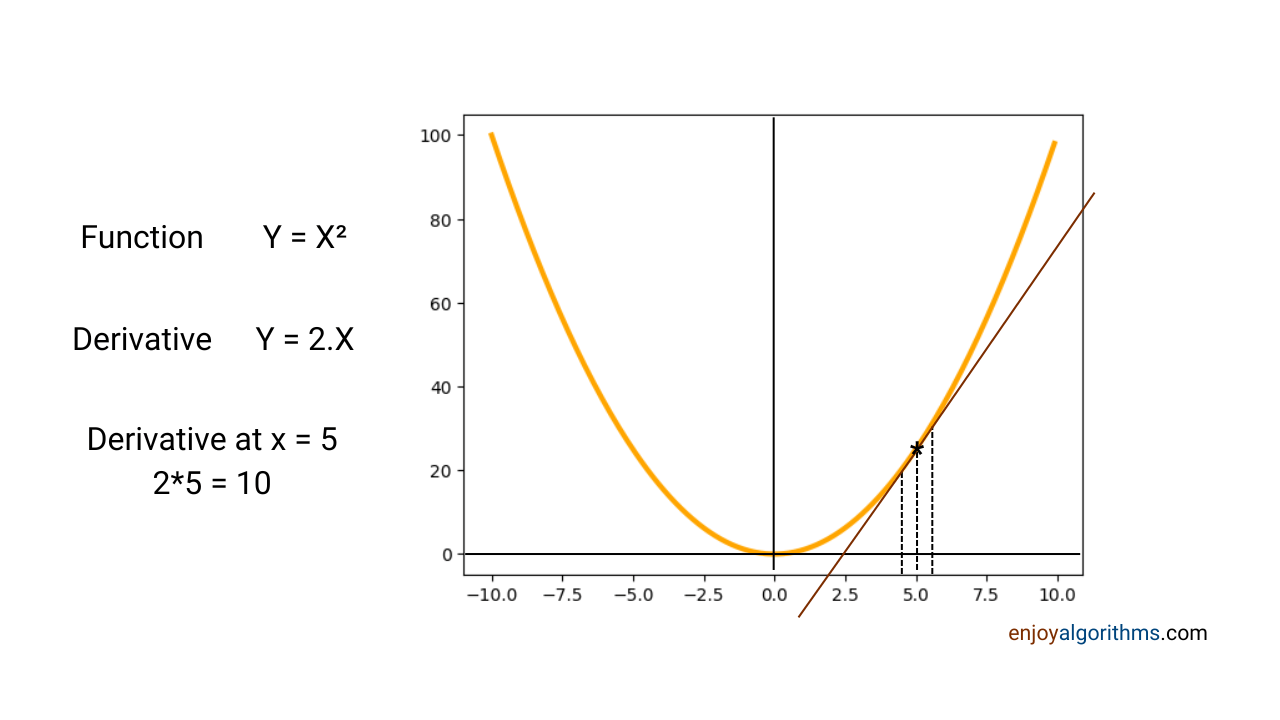 Function Y = X²
Derivative Y = 2.X
Derivative at x = 5
2*5 = 10
100
80
60
40
20
0
−10.0 −7.5 −5.0 −2.5 0.0 2.5 5.0 7.5 10.0
*
enjoyalgorithms.com